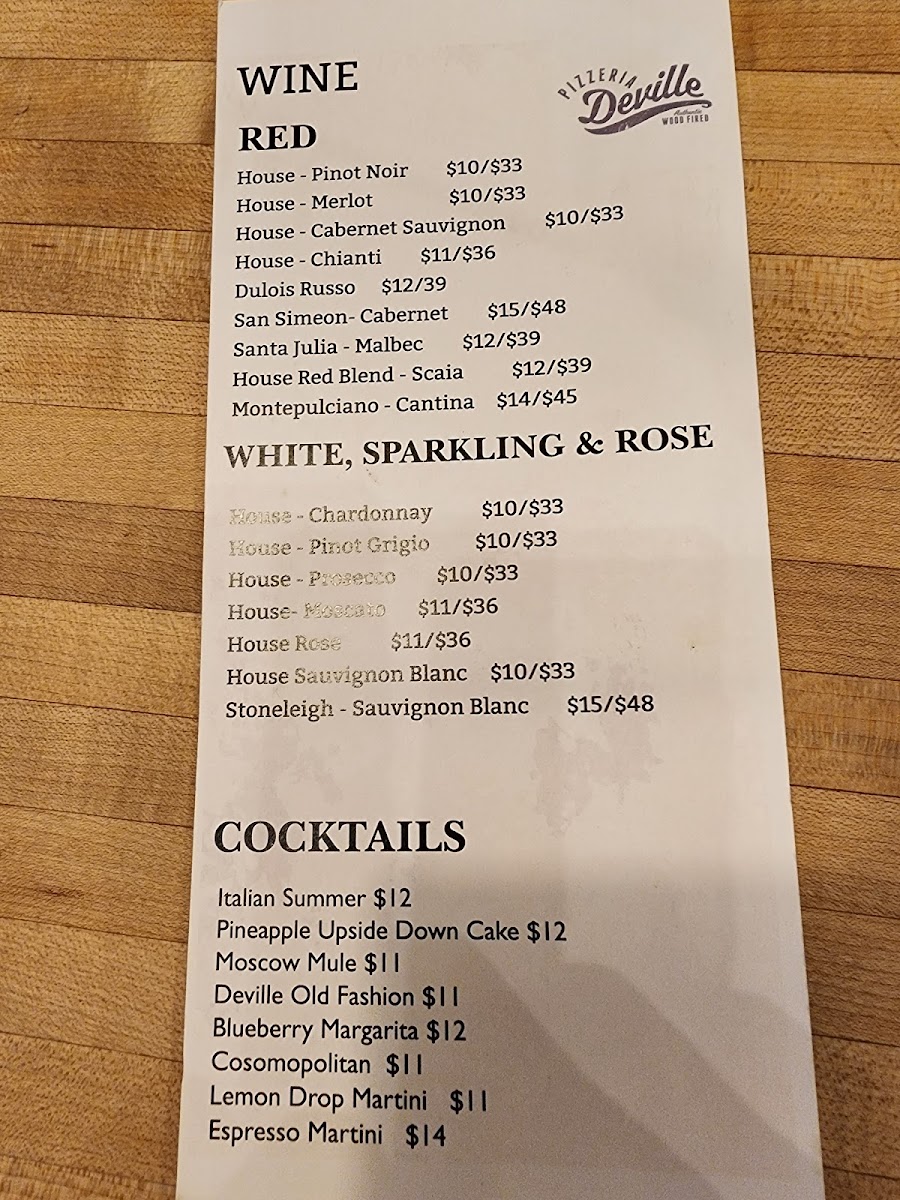 WINE
PIZZERIA
Deville
Authentic
WOOD FIRED
RED
House - Pinot Noir $10/$33
House - Merlot $10/$33
House - Cabernet Sauvignon $10/$33
House - Chianti $11/$36
Dulois Russo $12/39
San Simeon- Cabernet $15/$48
Santa Julia - Malbec $12/$39
House Red Blend - Scaia $12/$39
Montepulciano - Cantina $14/$45
WHITE, SPARKLING & ROSE
House - Chardonnay $10/$33
House - Pinot Grigio $10/$33
House - Prosecco $10/$33
House- Moscato $11/$36
House Rose $11/$36
House Sauvignon Blanc $10/$33
Stoneleigh - Sauvignon Blanc $15/$48
COCKTAILS
Italian Summer $12
Pineapple Upside Down Cake $12
Moscow Mule $11
Deville Old Fashion $11
Blueberry Margarita $12
Cosomopolitan $11
Lemon Drop Martini $11
Espresso Martini $14